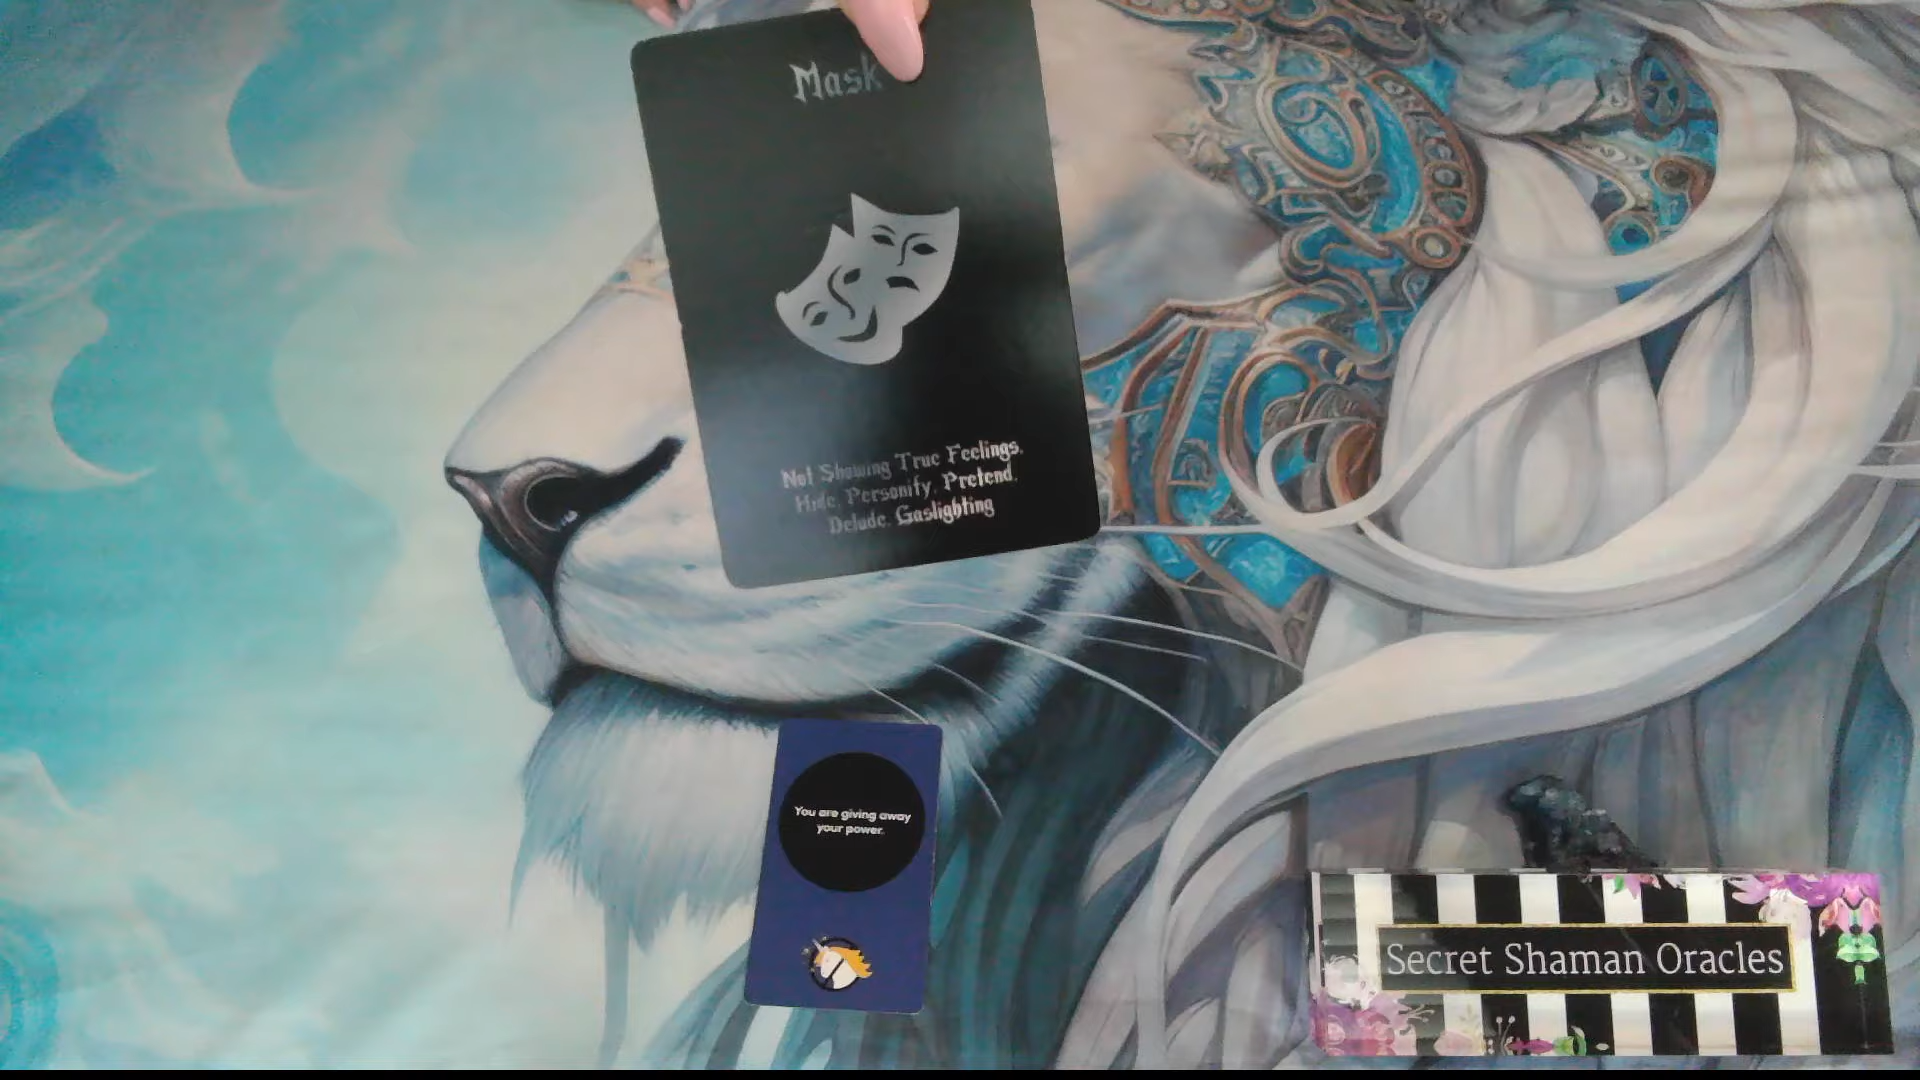 Mask
Not Showing True Feelings,
Hide, Personify, Pretend,
Delude, Gaslighting
You are giving away
your power.
Secret Shaman Oracles